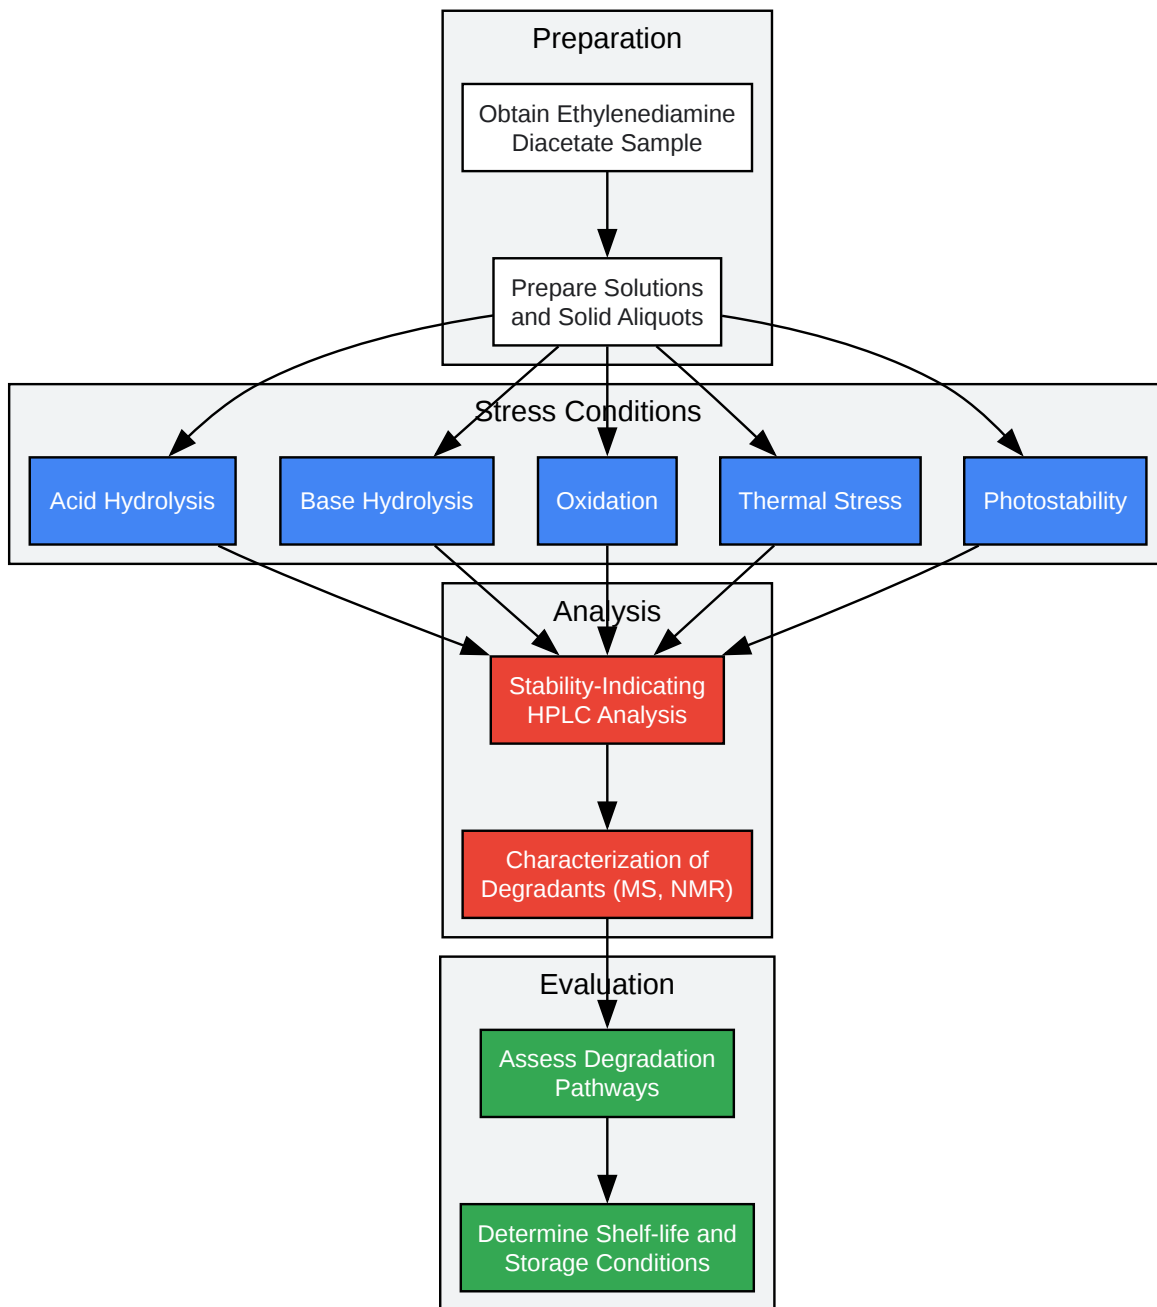 Preparation
Obtain Ethylenediamine
Diacetate Sample
Prepare Solutions
and Solid Aliquots
Stress Conditions
Acid Hydrolysis
Base Hydrolysis
Oxidation
Thermal Stress
Photostability
Analysis
Stability-Indicating
HPLC Analysis
Characterization of
Degradants (MS, NMR)
Evaluation
Assess Degradation
Pathways
Determine Shelf-life and
Storage Conditions